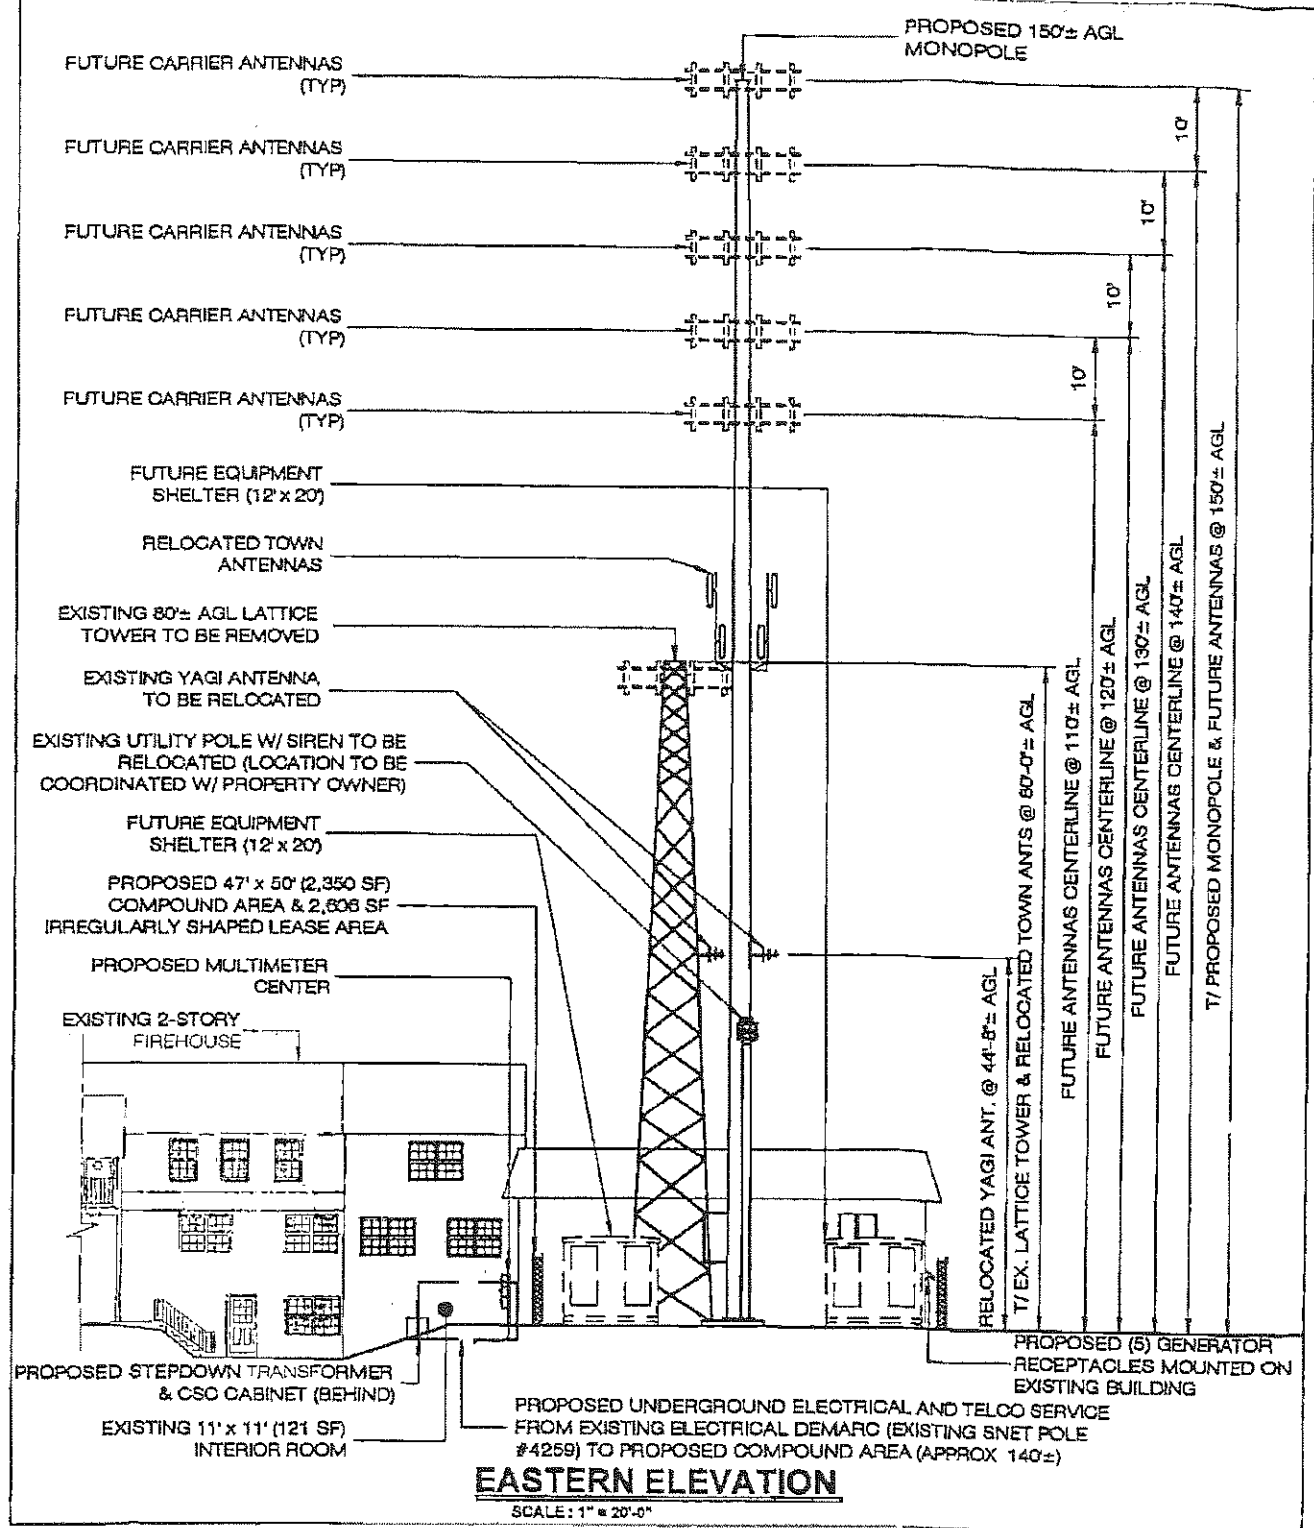 PROPOSED 150'± AGL
MONOPOLE
FUTURE CARRIER ANTENNAS
(TYP)
FUTURE CARRIER ANTENNAS
(TYP)
FUTURE CARRIER ANTENNAS
(TYP)
FUTURE CARRIER ANTENNAS
(TYP)
FUTURE CARRIER ANTENNAS
(TYP)
10'
10'
10'
10'
FUTURE EQUIPMENT
SHELTER (12' x 20')
RELOCATED TOWN
ANTENNAS
EXISTING 80'± AGL LATTICE
TOWER TO BE REMOVED
EXISTING YAGI ANTENNA
TO BE RELOCATED
EXISTING UTILITY POLE W/ SIREN TO BE
RELOCATED (LOCATION TO BE
COORDINATED W/ PROPERTY OWNER)
FUTURE EQUIPMENT
SHELTER (12' x 20')
PROPOSED 47' x 50' (2,350 SF)
COMPOUND AREA & 2,606 SF
IRREGULARLY SHAPED LEASE AREA
PROPOSED MULTIMETER
CENTER
EXISTING 2-STORY
FIREHOUSE
RELOCATED YAGI ANT. @ 44'-8"± AGL
T/ EX. LATTICE TOWER & RELOCATED TOWN ANTS @ 80'-0"± AGL
FUTURE ANTENNAS CENTERLINE @ 110'± AGL
FUTURE ANTENNAS CENTERLINE @ 120'± AGL
FUTURE ANTENNAS CENTERLINE @ 130'± AGL
FUTURE ANTENNAS CENTERLINE @ 140'± AGL
T/ PROPOSED MONOPOLE & FUTURE ANTENNAS @ 150'± AGL
PROPOSED STEPDOWN TRANSFORMER
& CSC CABINET (BEHIND)
EXISTING 11' x 11' (121 SF)
INTERIOR ROOM
PROPOSED (5) GENERATOR
RECEPTACLES MOUNTED ON
EXISTING BUILDING
PROPOSED UNDERGROUND ELECTRICAL AND TELCO SERVICE
FROM EXISTING ELECTRICAL DEMARC (EXISTING SNET POLE
#4259) TO PROPOSED COMPOUND AREA (APPROX 140'±)
EASTERN ELEVATION
SCALE: 1" = 20'-0"